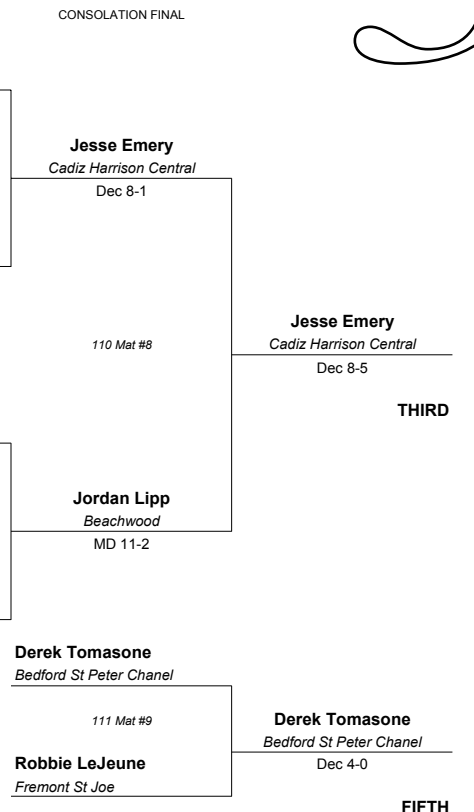 CONSOLATION FINAL
Jesse Emery
Cadiz Harrison Central
Dec 8-1
110 Mat #8
Jesse Emery
Cadiz Harrison Central
Dec 8-5
THIRD
Jordan Lipp
Beachwood
MD 11-2
Derek Tomasone
Bedford St Peter Chanel
111 Mat #9
Derek Tomasone
Bedford St Peter Chanel
Dec 4-0
Robbie LeJeune
Fremont St Joe
FIFTH